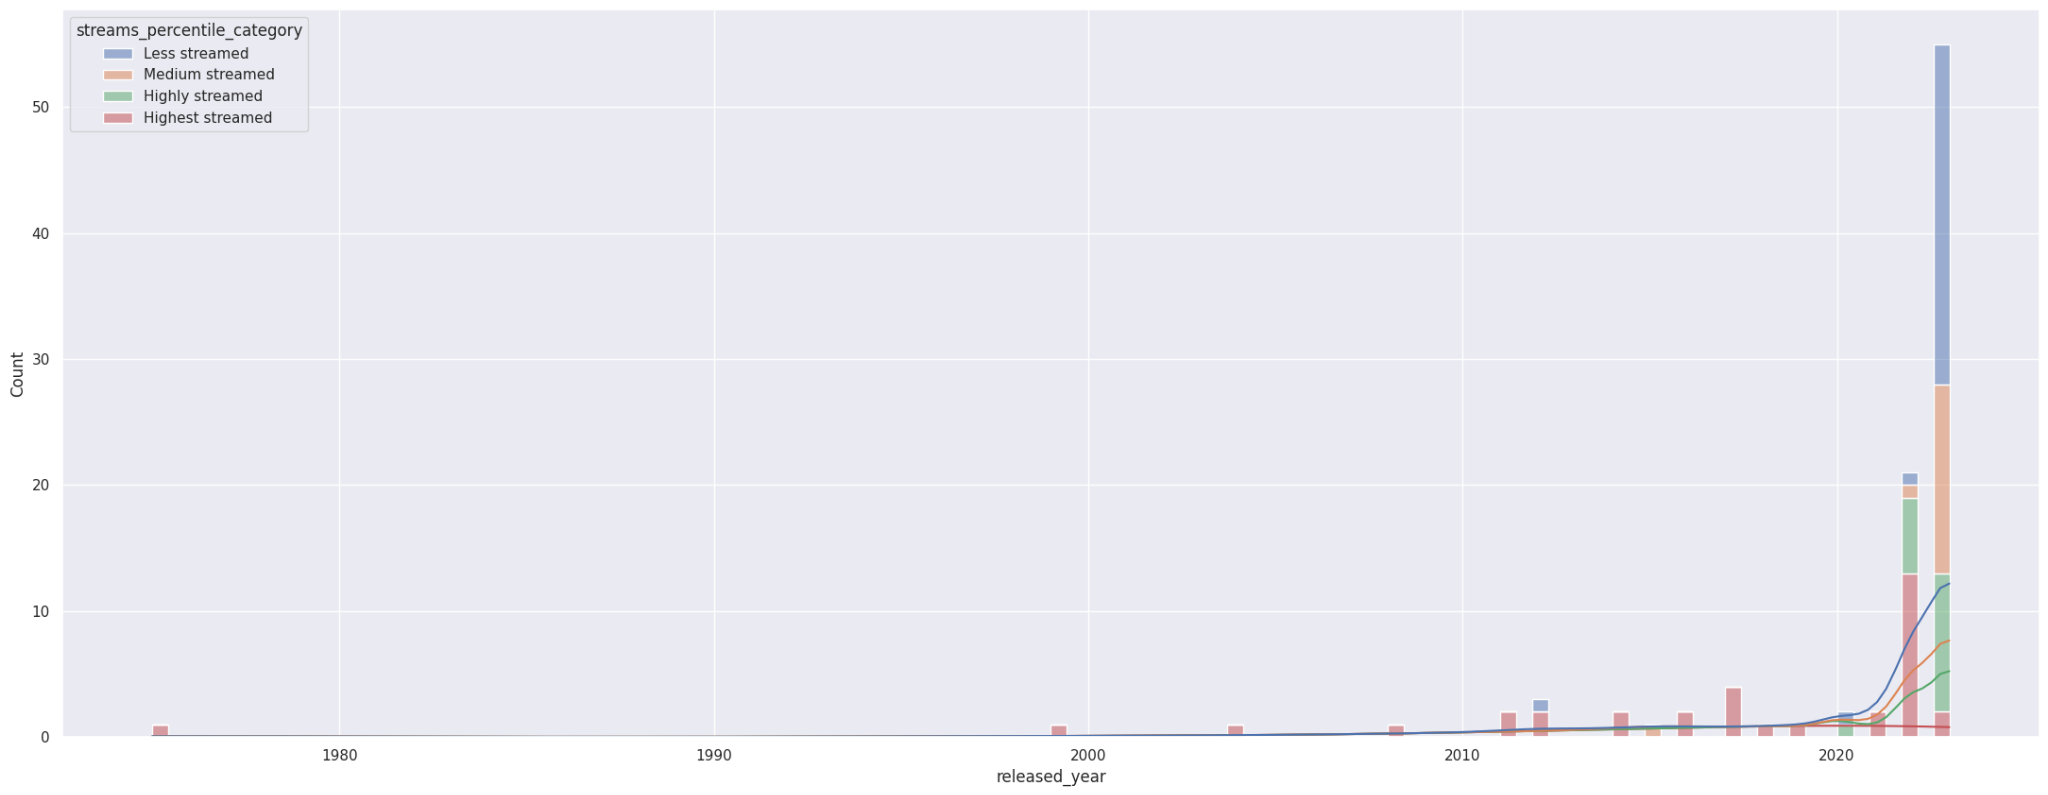 streams_percentile_category
Less streamed
Medium streamed
Highly streamed
Highest streamed
50
40
30
20
10
0
Count
1980 1990 2000 2010 2020
released_year